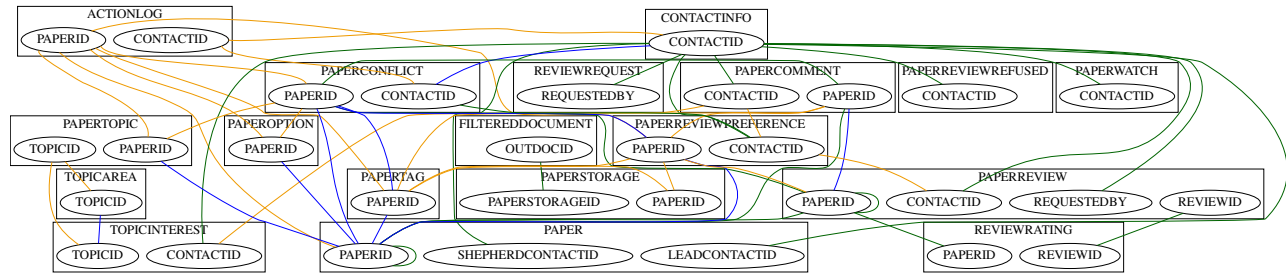 ACTIONLOG
PAPERID CONTACTID
CONTACTINFO
CONTACTID
PAPERCONFLICT
PAPERID CONTACTID
REVIEWREQUEST
REQUESTEDBY
PAPERCOMMENT
CONTACTID PAPERID
PAPERREVIEWREFUSED
CONTACTID
PAPERWATCH
CONTACTID
PAPERTOPIC
TOPICID PAPERID
PAPEROPTION
PAPERID
FILTEREDDOCUMENT
OUTDOCID
PAPERREVIEWPREFERENCE
PAPERID CONTACTID
TOPICAREA
TOPICID
PAPERTAG
PAPERID
PAPERSTORAGE
PAPERSTORAGEID PAPERID
PAPERREVIEW
PAPERID CONTACTID REQUESTEDBY REVIEWID
TOPICINTEREST
TOPICID CONTACTID
PAPER
PAPERID SHEPHERDCONTACTID LEADCONTACTID
REVIEWRATING
PAPERID REVIEWID